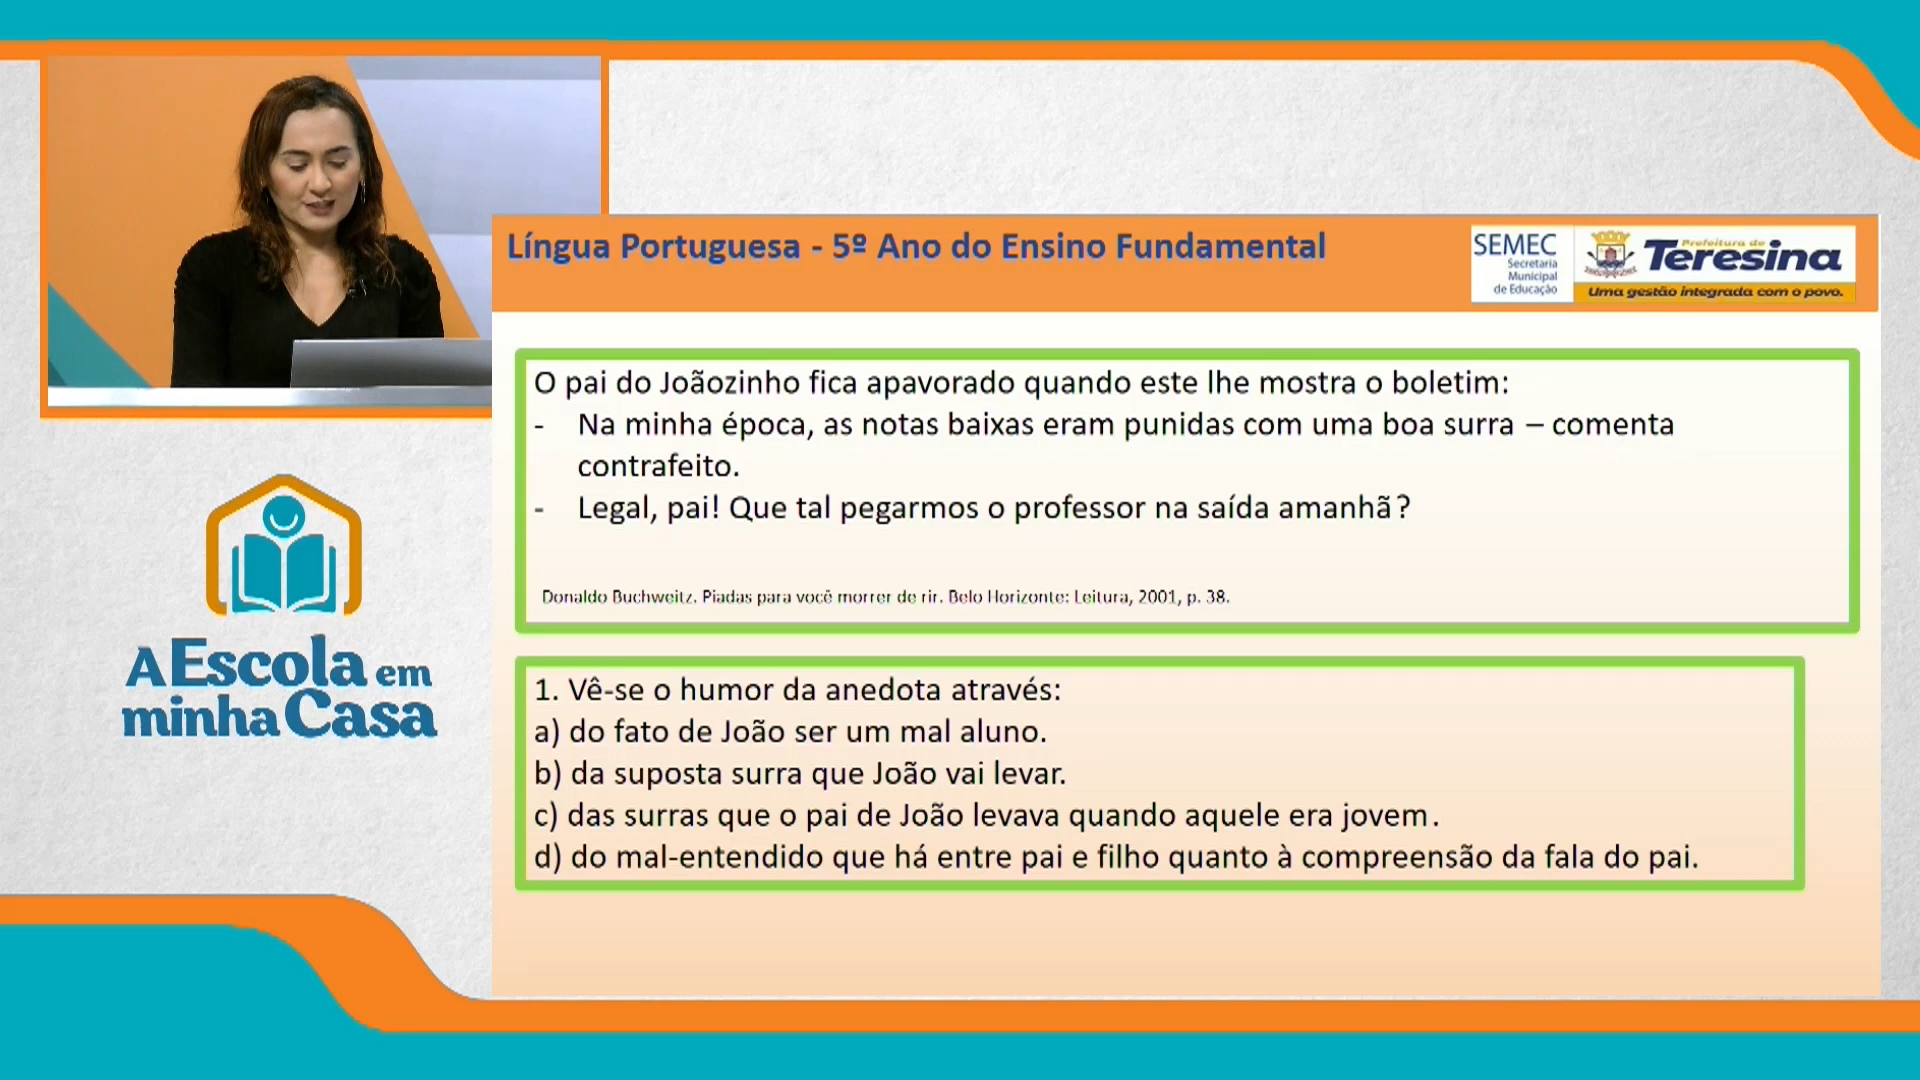 Língua Portuguesa - 5º Ano do Ensino Fundamental
SEMEC
Secretaria
Municipal
de Educação
Prefeitura de
Teresina
Uma gestão integrada com o povo.
O pai do Joãozinho fica apavorado quando este lhe mostra o boletim:
- Na minha época, as notas baixas eram punidas com uma boa surra – comenta
contrafeito.
- Legal, pai! Que tal pegarmos o professor na saída amanhã?
Donaldo Buchweitz. Piadas para você morrer de rir. Belo Horizonte: Leitura, 2001, p. 38.
A Escola em
minha Casa
1. Vê-se o humor da anedota através:
a) do fato de João ser um mal aluno.
b) da suposta surra que João vai levar.
c) das surras que o pai de João levava quando aquele era jovem.
d) do mal-entendido que há entre pai e filho quanto à compreensão da fala do pai.